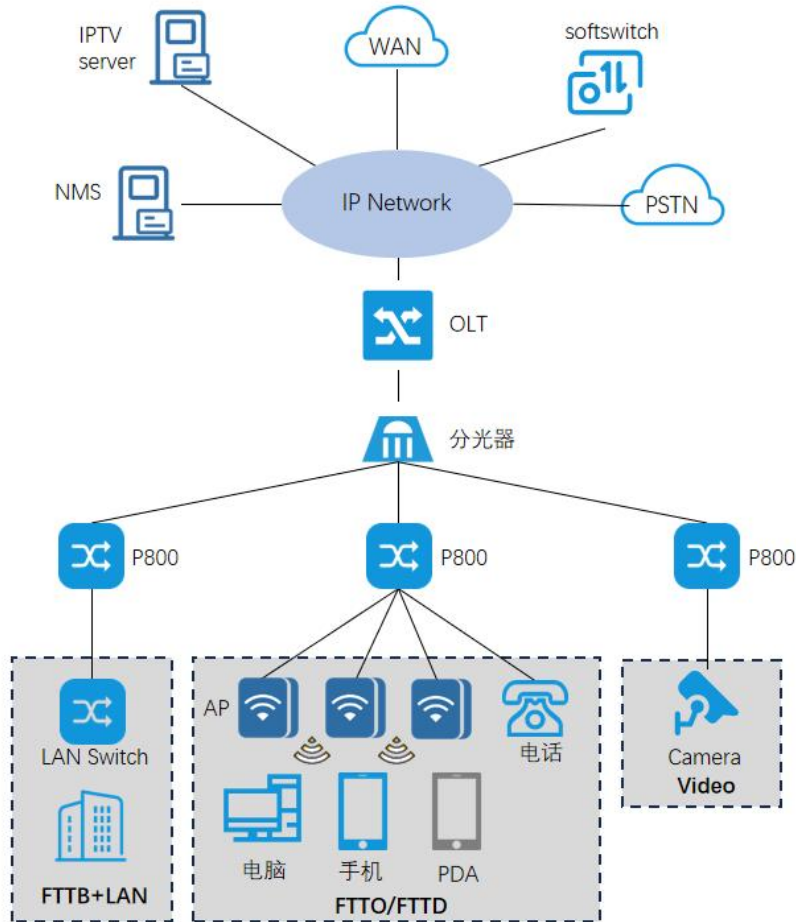 IPTV
server
WAN
softswitch
NMS
IP Network
PSTN
OLT
分光器
P800
P800
P800
AP
电话
LAN Switch
Camera
Video
电脑
手机
PDA
FTTB+LAN
FTTO/FTTD